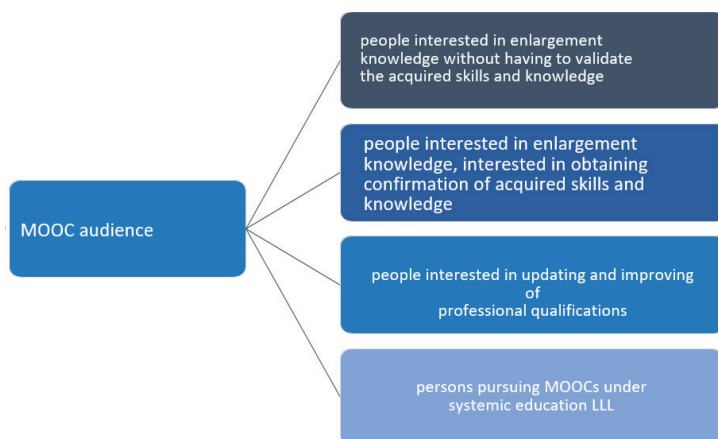 people interested in enlargement
knowledge without having to validate
the acquired skills and knowledge
people interested in enlargement
knowledge, interested in obtaining
confirmation of acquired skills and
knowledge
MOOC audience
people interested in updating and improving
of
professional qualifications
persons pursuing MOOCs under
systemic education LLL